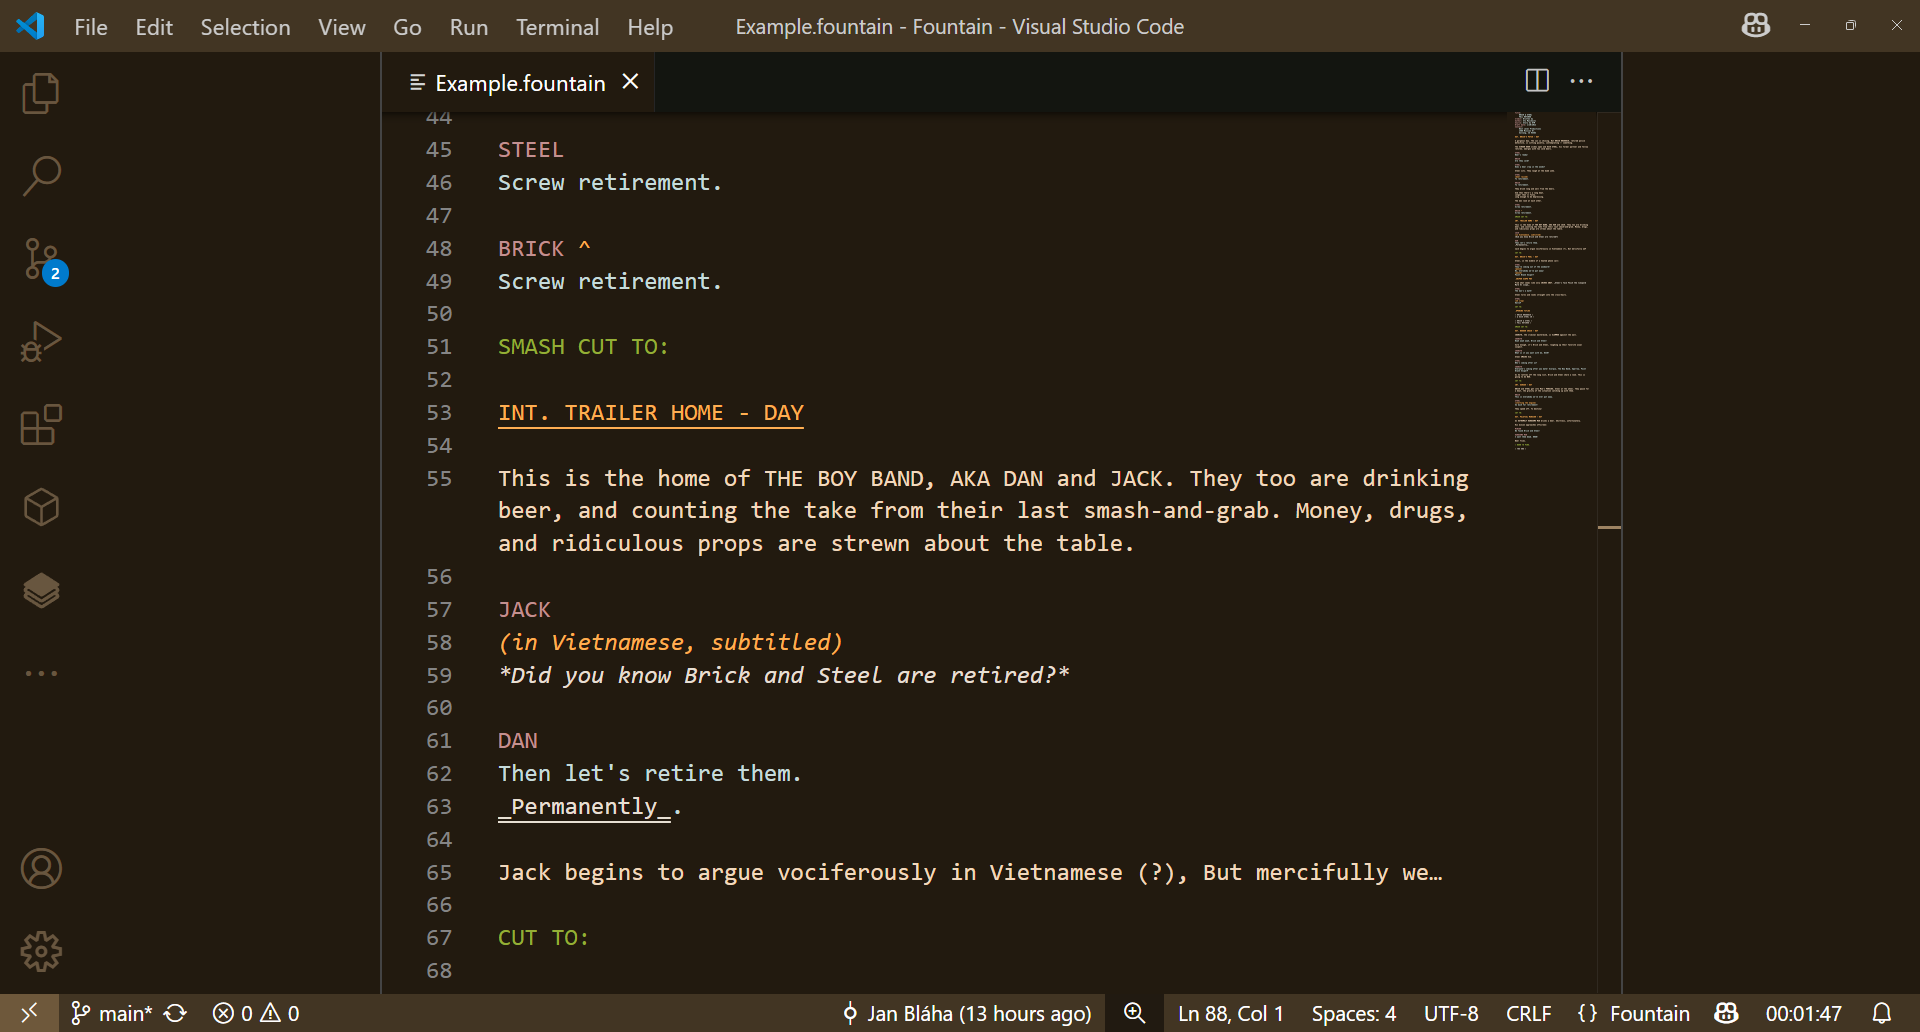 File Edit Selection View Go Run Terminal Help
Example.fountain - Fountain - Visual Studio Code
Example.fountain
44
45 STEEL
46 Screw retirement.
47
48 BRICK ^
49 Screw retirement.
50
51 SMASH CUT TO:
52
53 INT. TRAILER HOME - DAY
54
55 This is the home of THE BOY BAND, AKA DAN and JACK. They too are drinking
beer, and counting the take from their last smash-and-grab. Money, drugs,
and ridiculous props are strewn about the table.
56
57 JACK
58 (in Vietnamese, subtitled)
59 *Did you know Brick and Steel are retired?*
60
61 DAN
62 Then let's retire them.
63 _Permanently_.
64
65 Jack begins to argue vociferously in Vietnamese (?), But mercifully we…
66
67 CUT TO:
68
2
main* 0 0 Jan Bláha (13 hours ago) Ln 88, Col 1 Spaces: 4 UTF-8 CRLF {} Fountain 00:01:47